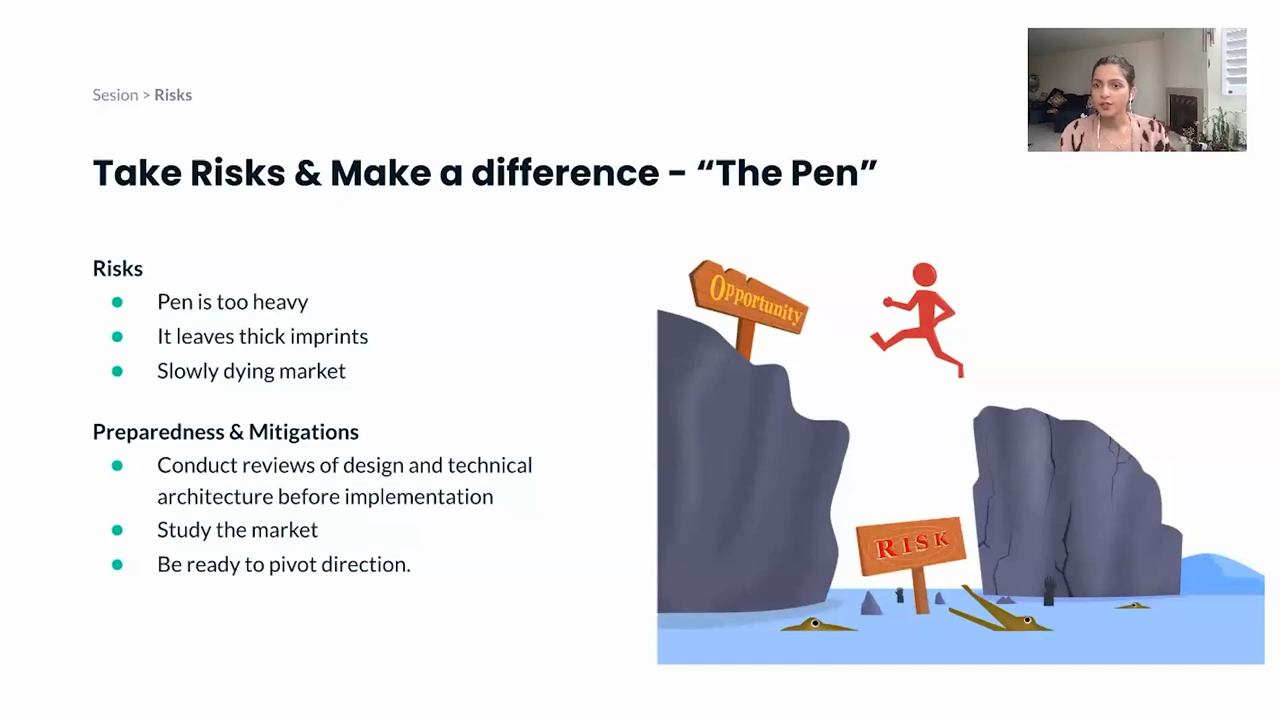 Sesion > Risks
Take Risks & Make a difference - “The Pen”
Risks
Pen is too heavy
It leaves thick imprints
Slowly dying market
Preparedness & Mitigations
Conduct reviews of design and technical
architecture before implementation
Study the market
Be ready to pivot direction.
Opportunity
RISK